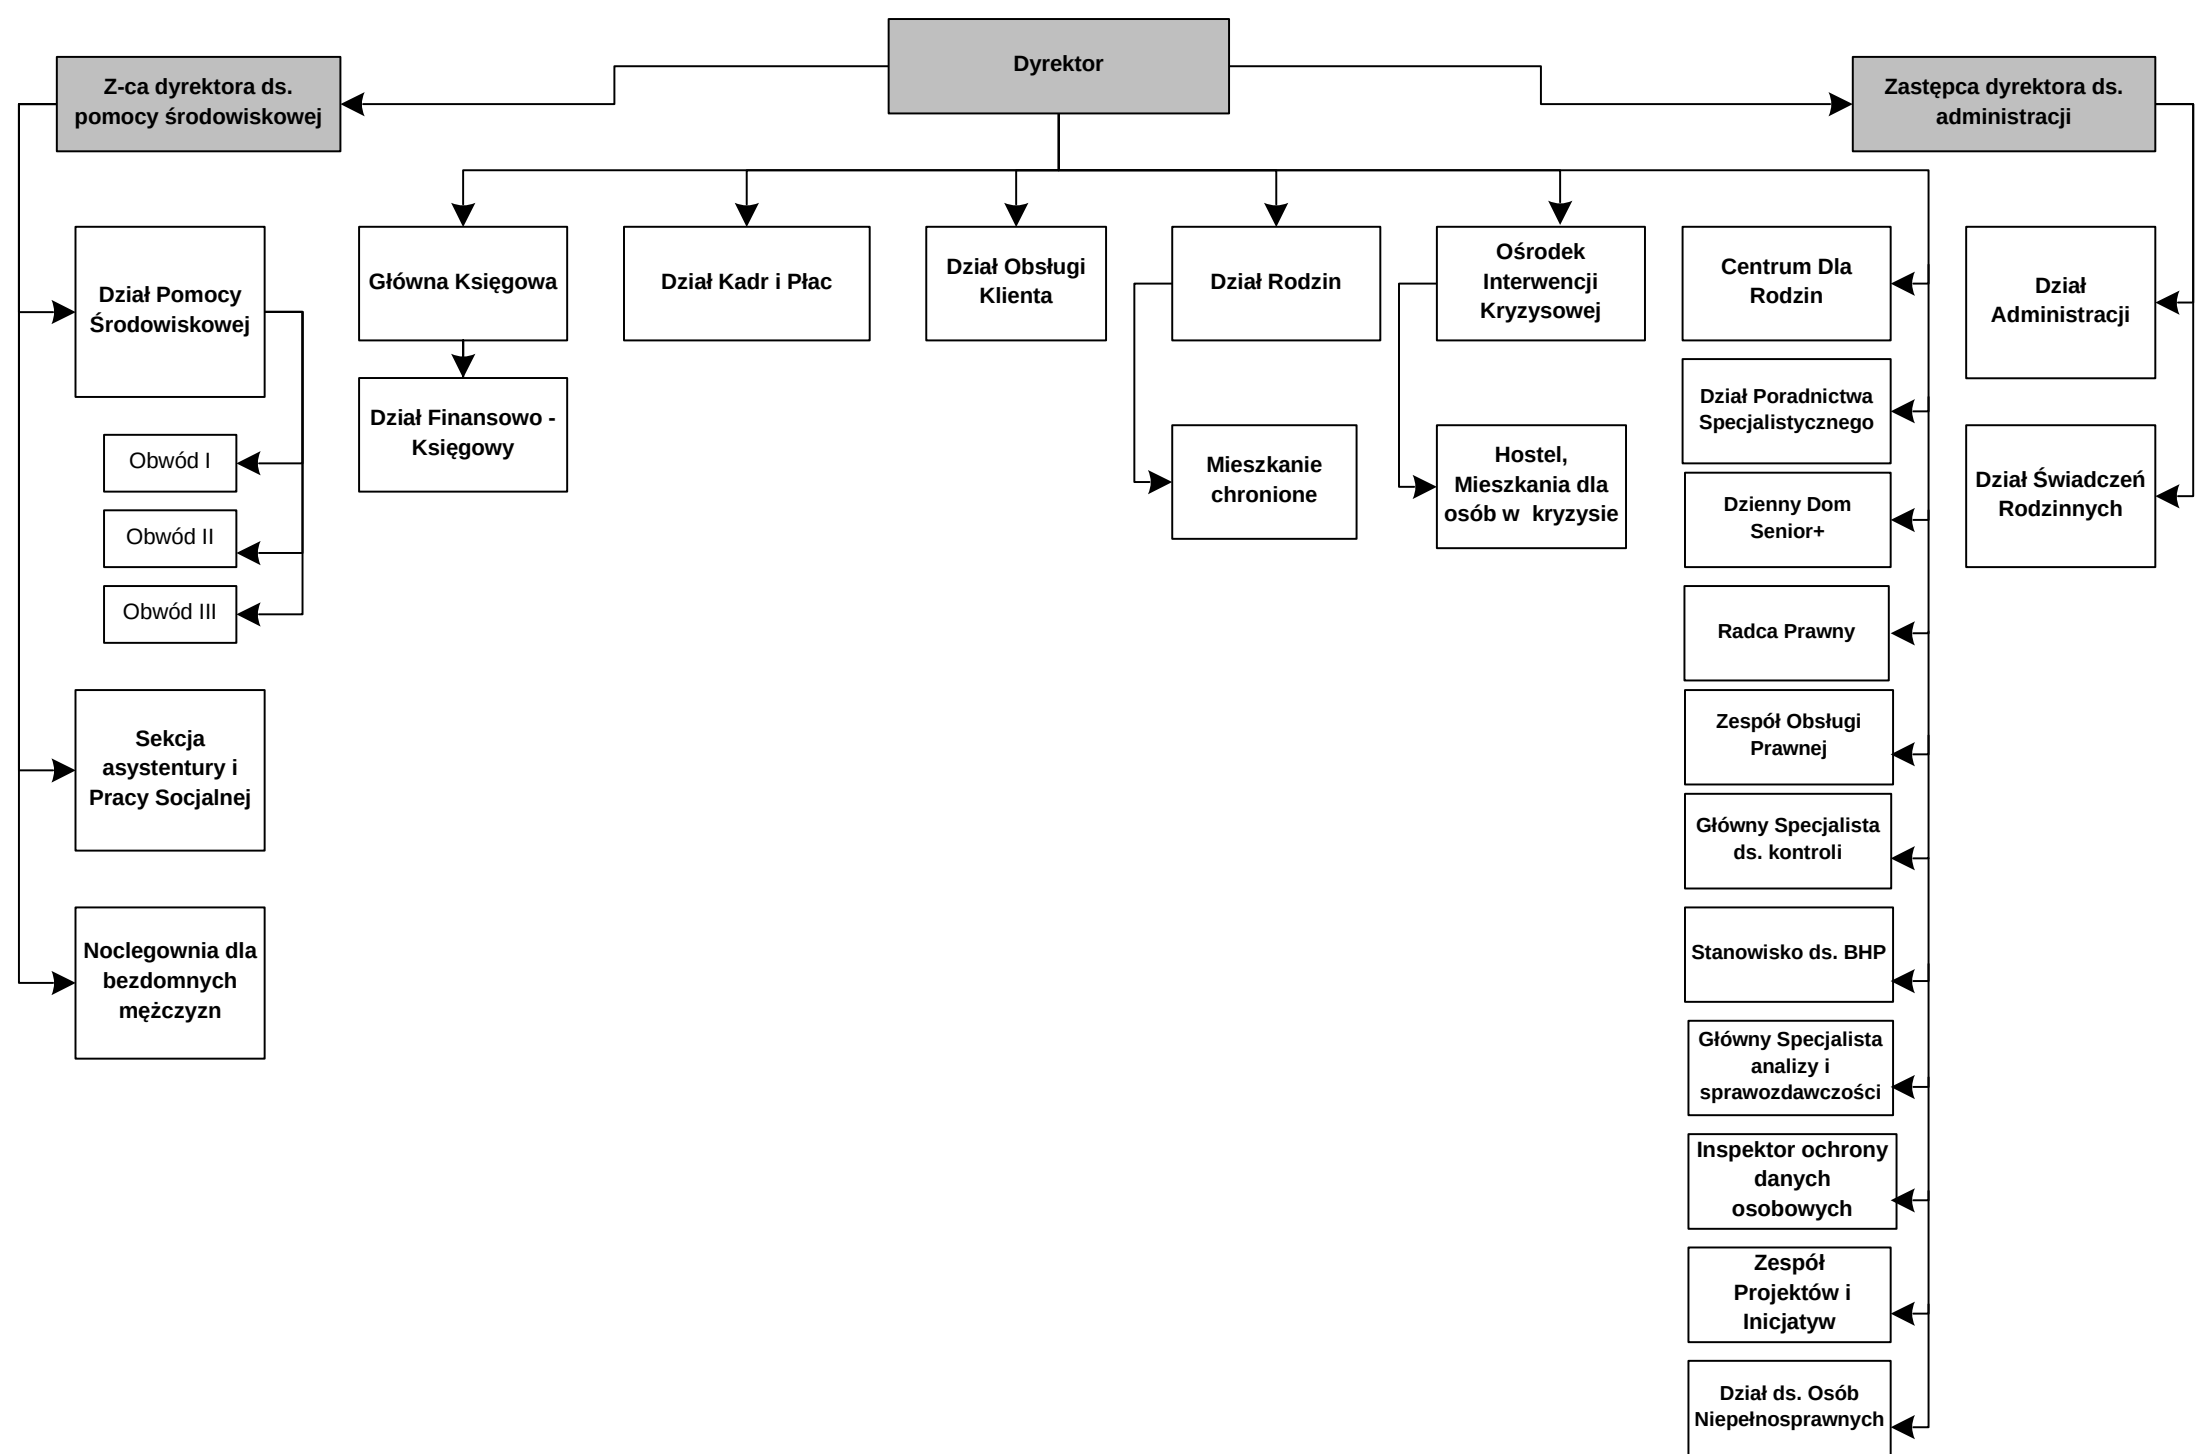 Dyrektor
Z-ca dyrektora ds.
pomocy środowiskowej
Zastępca dyrektora ds.
administracji
Dział Pomocy
Środowiskowej
Główna Księgowa
Dział Kadr i Płac
Dział Obsługi
Klienta
Dział Rodzin
Ośrodek
Interwencji
Kryzysowej
Centrum Dla
Rodzin
Dział
Administracji
Dział Finansowo -
Księgowy
Dział Poradnictwa
Specjalistycznego
Obwód I
Obwód II
Obwód III
Mieszkanie
chronione
Hostel,
Mieszkania dla
osób w  kryzysie
Dzienny Dom
Senior+
Dział Świadczeń
Rodzinnych
Radca Prawny
Sekcja
asystentury i
Pracy Socjalnej
Zespół Obsługi
Prawnej
Główny Specjalista
ds. kontroli
Noclegownia dla
bezdomnych
mężczyzn
Stanowisko ds. BHP
Główny Specjalista
analizy i
sprawozdawczości
Inspektor ochrony
danych
osobowych
Zespół
Projektów i
Inicjatyw
Dział ds. Osób
Niepełnosprawnych